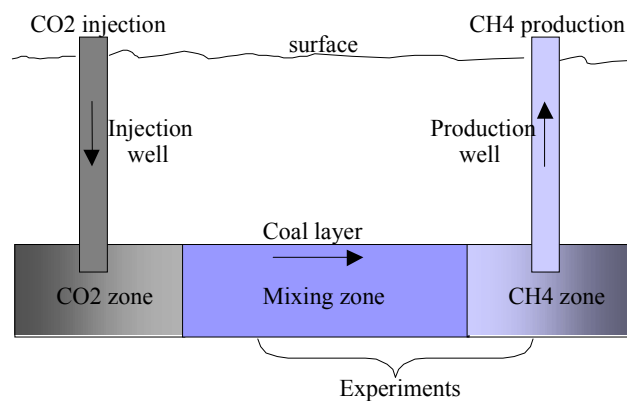 CO2 injection
CH4 production
surface
Injection
well
Production
well
Coal layer
CO2 zone
Mixing zone
CH4 zone
Experiments